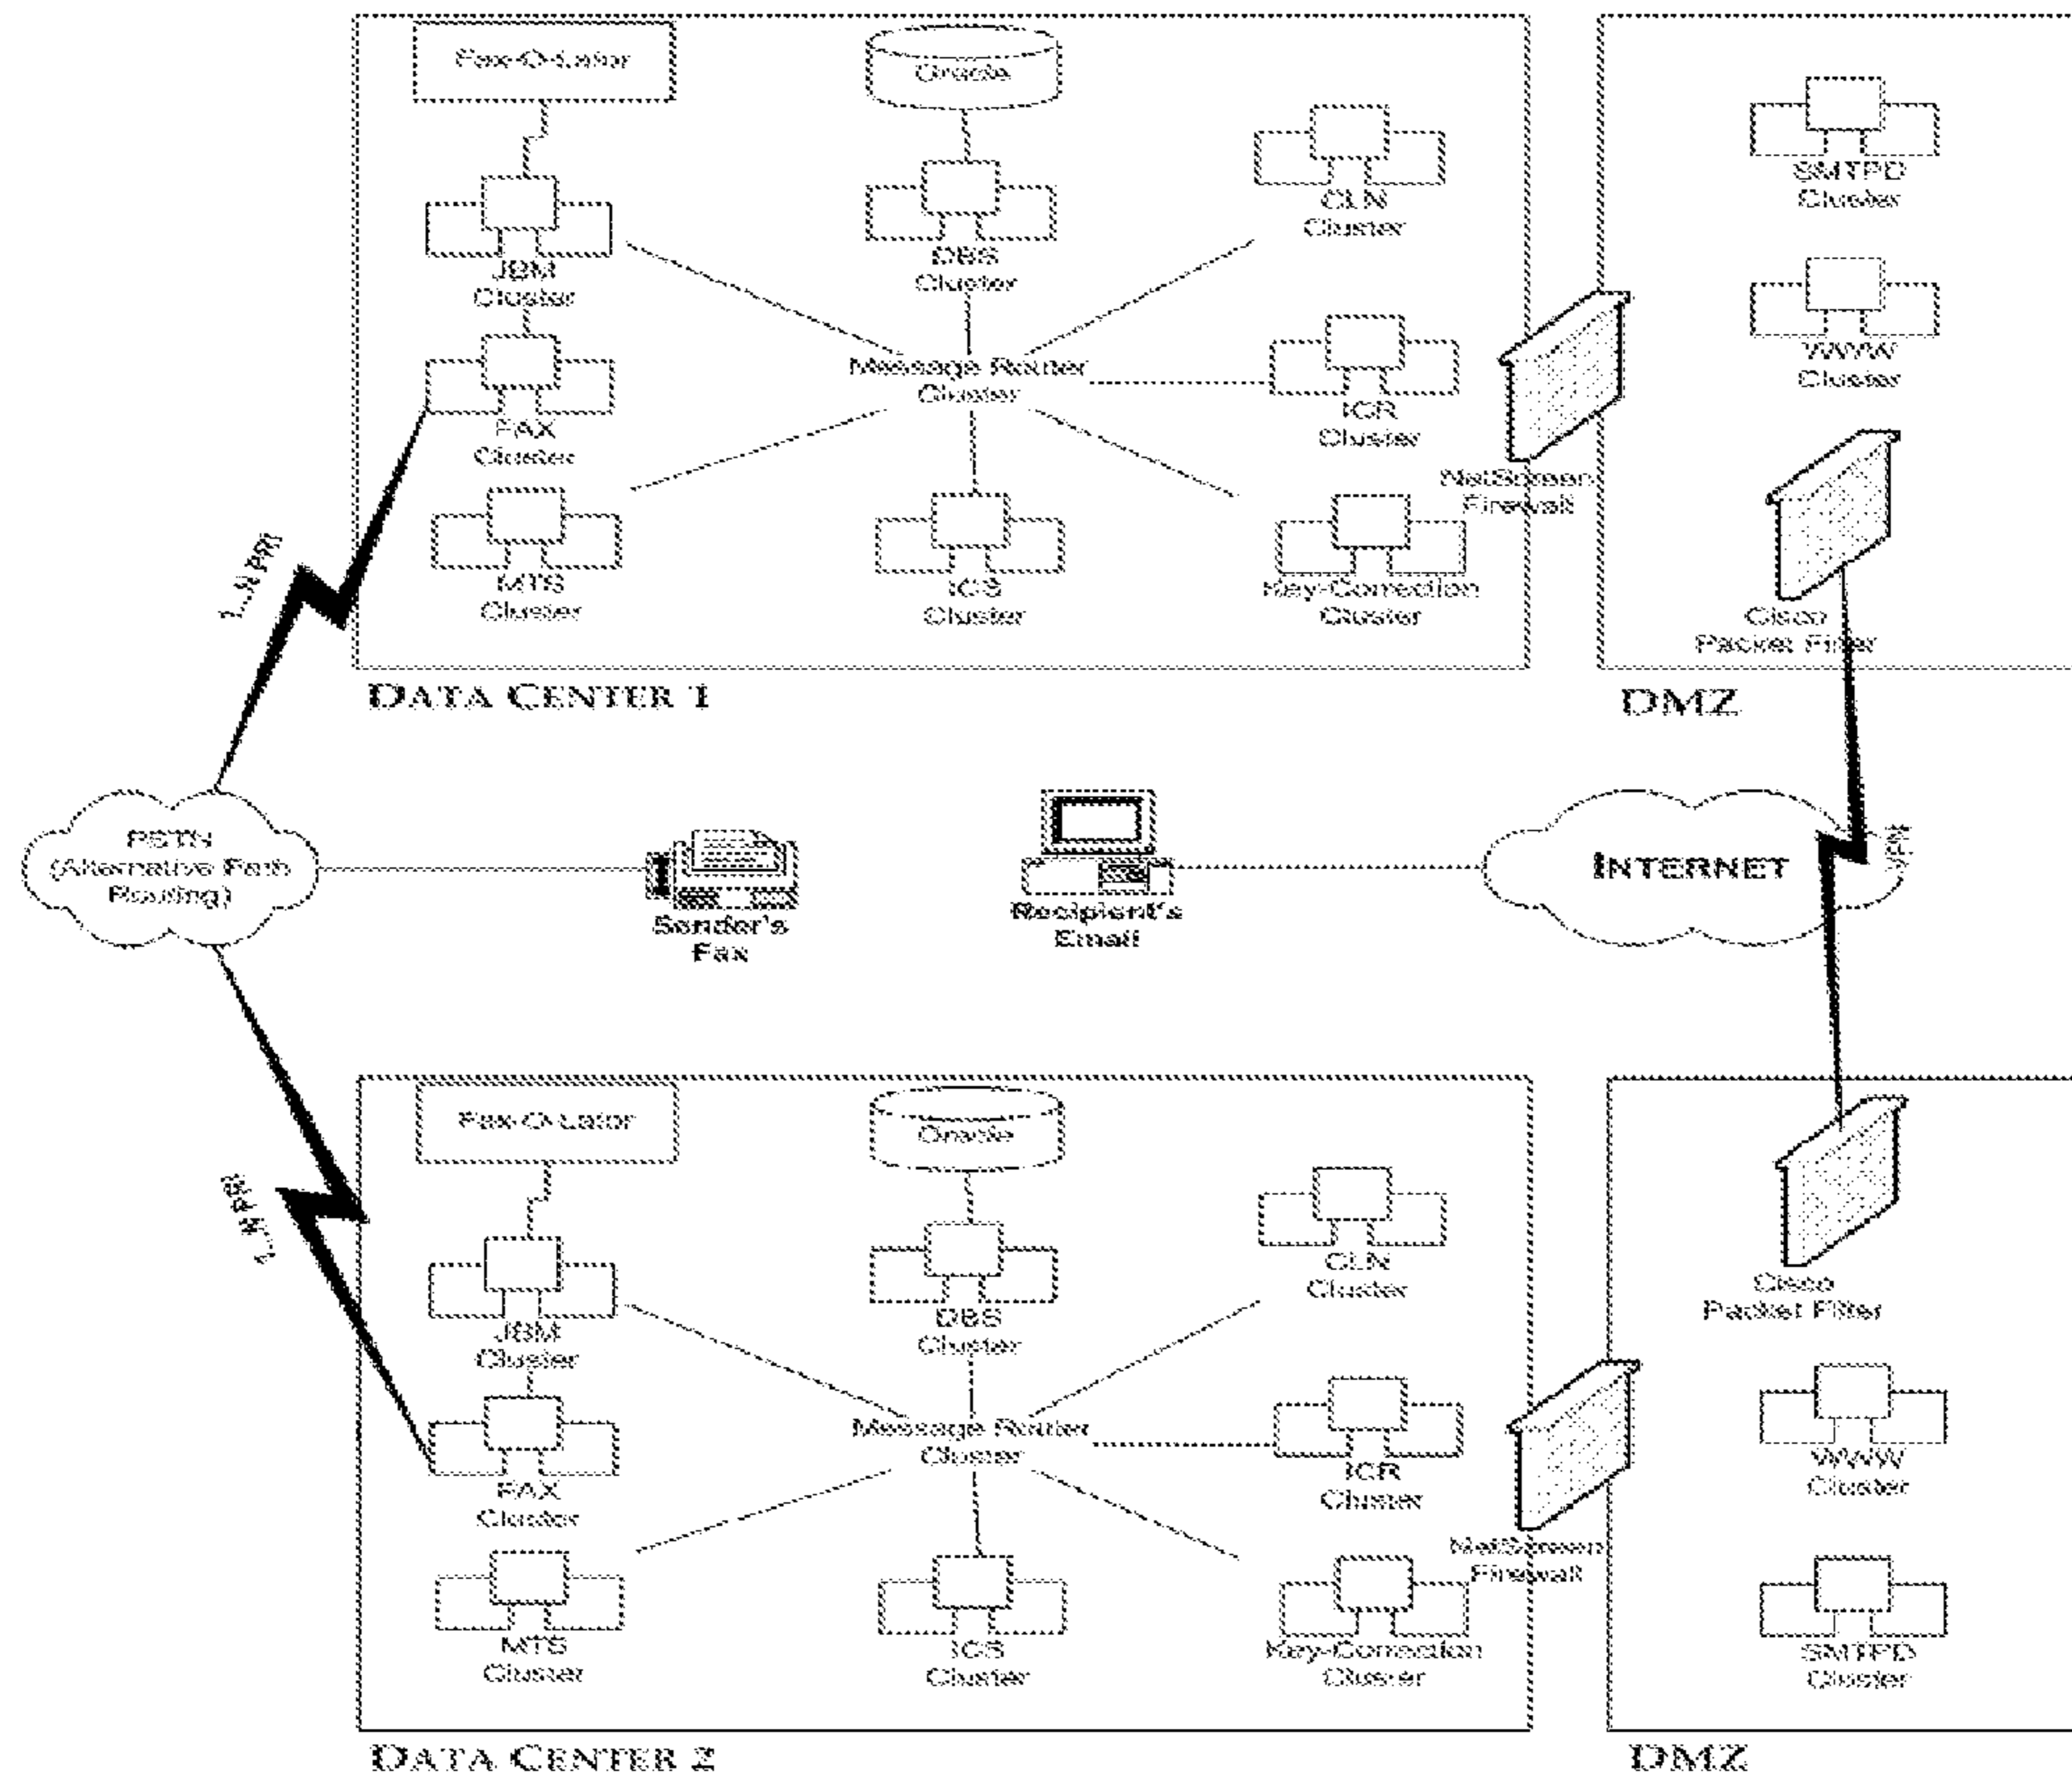 Fax-O-Lator
Oracle
JBM
Cluster
DBS
Cluster
CLN
Cluster
SMTPD
Cluster
FAX
Cluster
Message Router
Cluster
ICR
Cluster
WWW
Cluster
NetScreen
Firewall
MTS
Cluster
ICS
Cluster
Key-Correction
Cluster
Cisco
Packet Filter
1...N PRI
DATA CENTER 1
DMZ
PSTN
(Alternative Path
Routing)
Sender's
Fax
Recipient's
Email
INTERNET
VPN
Fax-O-Lator
Oracle
1...N PRI
JBM
Cluster
DBS
Cluster
CLN
Cluster
Cisco
Packet Filter
FAX
Cluster
Message Router
Cluster
ICR
Cluster
WWW
Cluster
NetScreen
Firewall
MTS
Cluster
ICS
Cluster
Key-Correction
Cluster
SMTPD
Cluster
DATA CENTER 2
DMZ